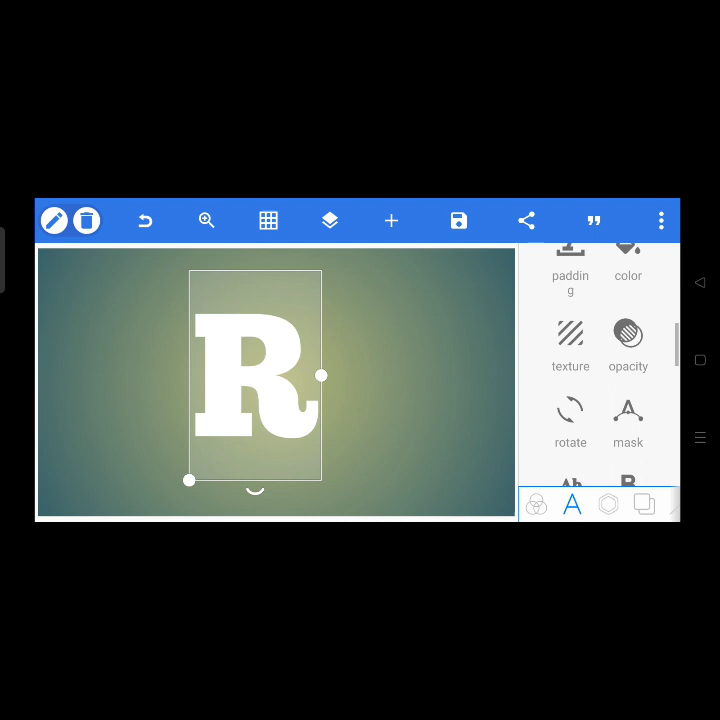 R
paddin
g
color
texture
opacity
rotate
mask